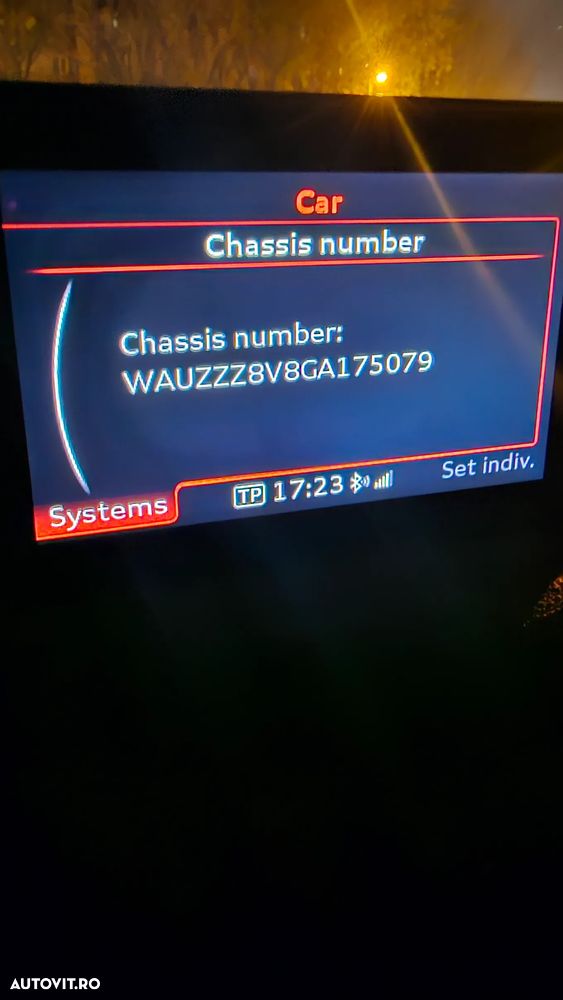 Car
Chassis number
Chassis number:
WAUZZZ8V8GA175079
Set indiv.
Systems
TP 17:23
AUTOVIT.RO